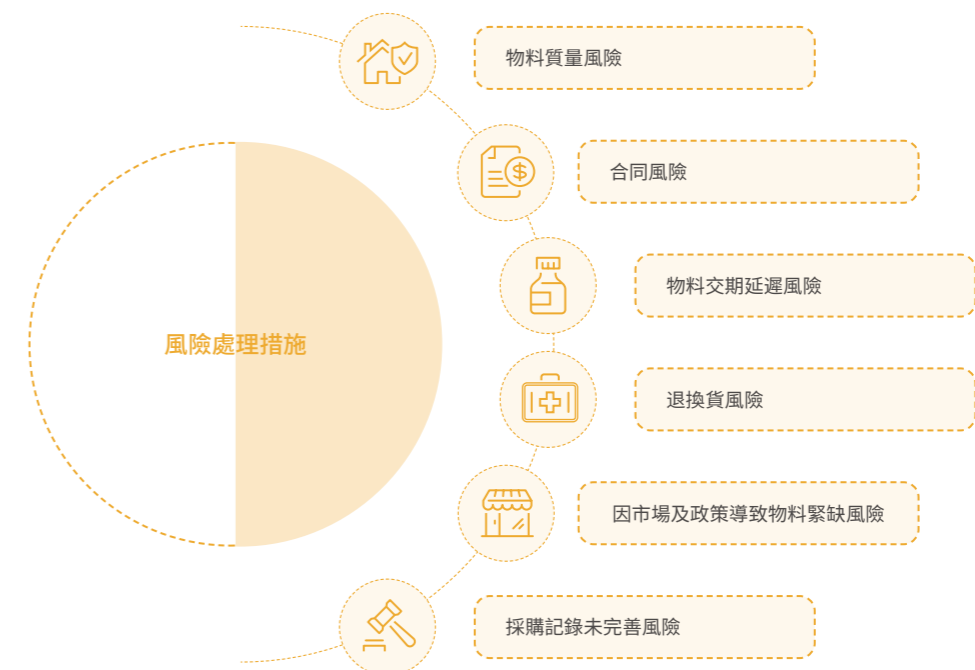 物料質量風險
合同風險
物料交期延遲風險
風險處理措施
退換貨風險
因市場及政策導致物料緊缺風險
採購記錄未完善風險